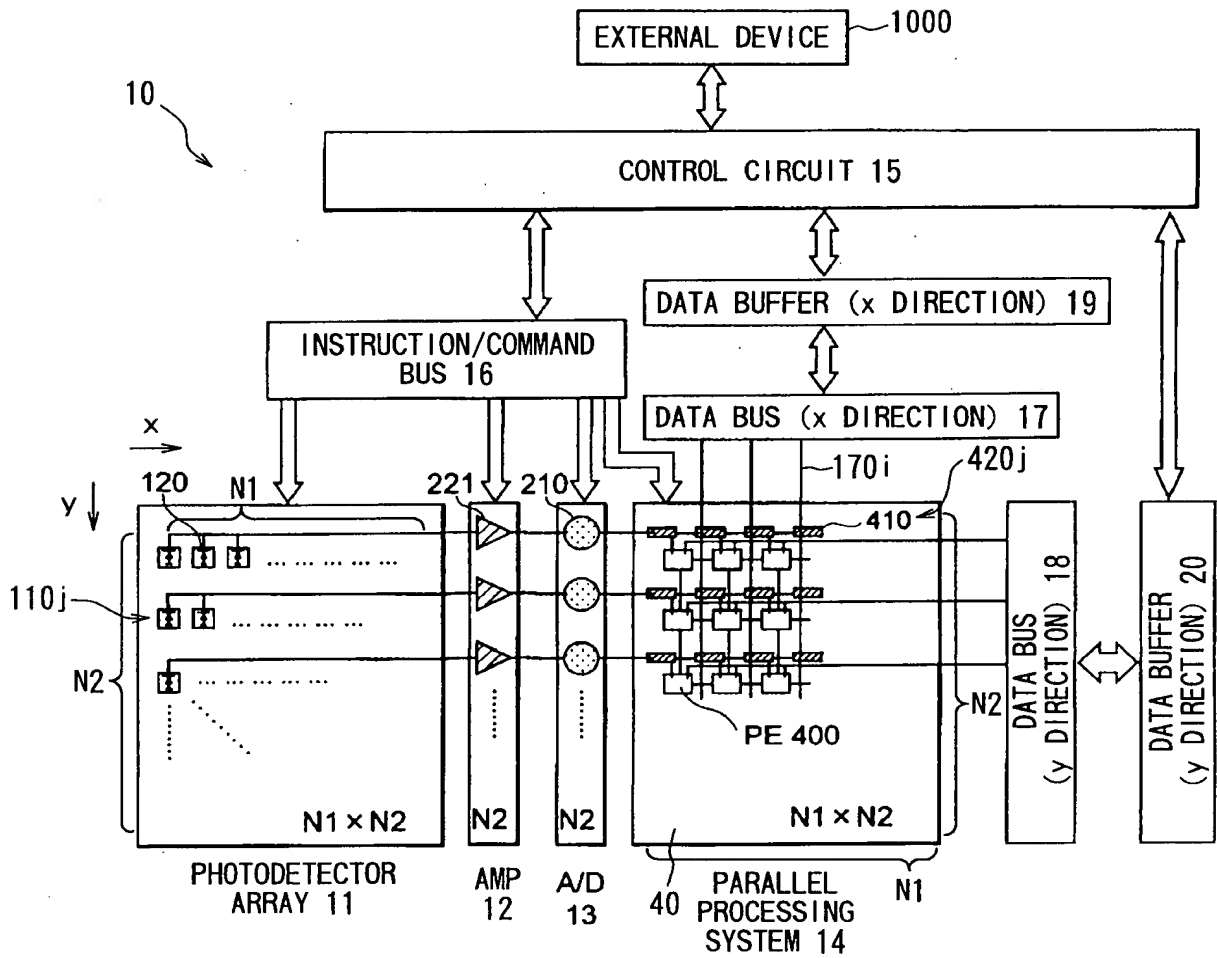 EXTERNAL DEVICE
1000
10
CONTROL CIRCUIT 15
DATA BUFFER (x DIRECTION) 19
INSTRUCTION/COMMAND
BUS 16
DATA BUS (x DIRECTION) 17
x
y
120
N1
221
210
170i
420j
410
110j
N2
N2
PE 400
N1 × N2
N2
N2
N1 × N2
DATA BUS
(y DIRECTION) 18
DATA BUFFER
(y DIRECTION) 20
PHOTODETECTOR
ARRAY 11
AMP
12
A/D
13
40
PARALLEL
PROCESSING
SYSTEM 14
N1